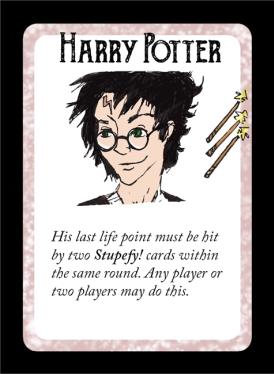 HARRY POTTER
His last life point must be hit
by two Stupefy! cards within
the same round. Any player or
two players may do this.